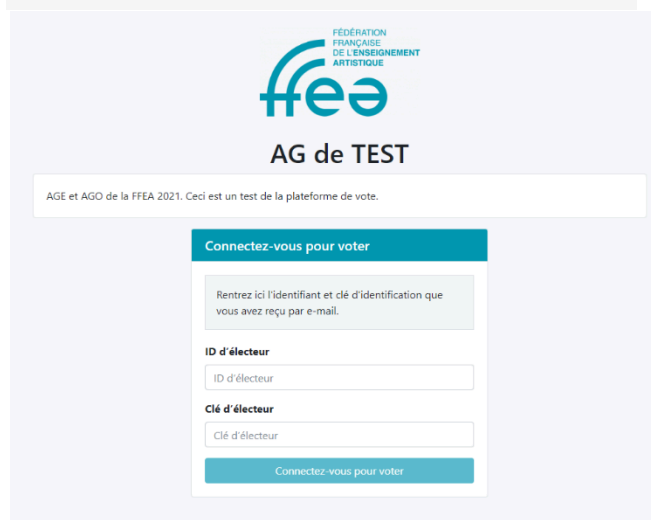 FÉDÉRATION
FRANÇAISE
DE L'ENSEIGNEMENT
ARTISTIQUE
ffea
AG de TEST
AGE et AGO de la FFEA 2021. Ceci est un test de la plateforme de vote.
Connectez-vous pour voter
Rentrez ici l'identifiant et clé d'identification que
vous avez reçu par e-mail.
ID d'électeur
ID d'électeur
Clé d'électeur
Clé d'électeur
Connectez-vous pour voter